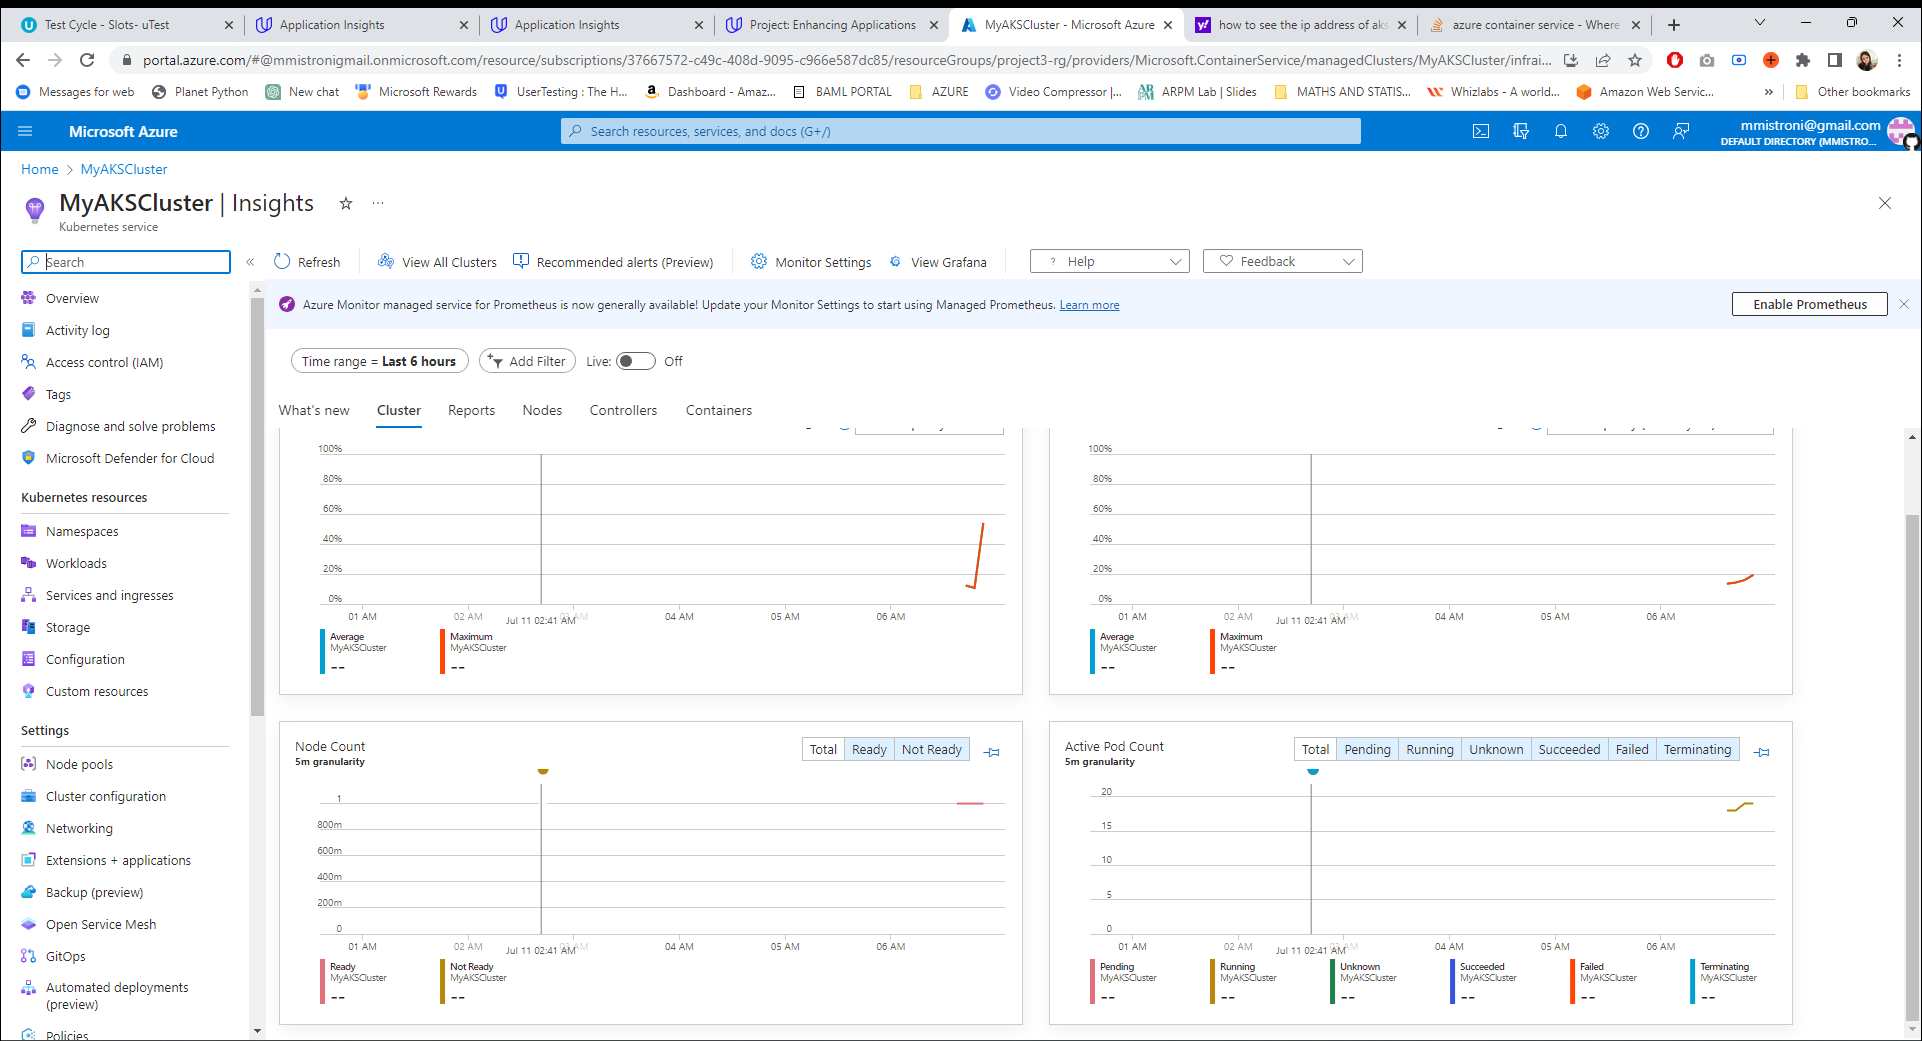 Test Cycle - Slots- uTest
Application Insights
Application Insights
Project: Enhancing Applications
MyAKSCluster - Microsoft Azure
how to see the ip address of aks
azure container service - Where
portal.azure.com/#@mmistronigmail.onmicrosoft.com/resource/subscriptions/37667572-c49c-408d-9095-c966e587dc85/resourceGroups/project3-rg/providers/Microsoft.ContainerService/managedClusters/MyAKSCluster/infrai...
Messages for web
Planet Python
New chat
Microsoft Rewards
UserTesting : The H...
Dashboard - Amaz...
BAML PORTAL
AZURE
Video Compressor |...
ARPM Lab | Slides
MATHS AND STATIS...
Whizlabs - A world...
Amazon Web Servic...
»
Other bookmarks
Microsoft Azure
Search resources, services, and docs (G+/)
mmistroni@gmail.com
DEFAULT DIRECTORY (MMISTRO...
Home > MyAKSCluster
MyAKSCluster | Insights
Kubernetes service
Search
Refresh
View All Clusters
Recommended alerts (Preview)
Monitor Settings
View Grafana
Help
Feedback
Overview
Activity log
Access control (IAM)
Tags
Diagnose and solve problems
Microsoft Defender for Cloud
Kubernetes resources
Namespaces
Workloads
Services and ingresses
Storage
Configuration
Custom resources
Settings
Node pools
Cluster configuration
Networking
Extensions + applications
Backup (preview)
Open Service Mesh
GitOps
Automated deployments
(preview)
Policies
Azure Monitor managed service for Prometheus is now generally available! Update your Monitor Settings to start using Managed Prometheus. Learn more
Enable Prometheus
Time range = Last 6 hours
Add Filter
Live: Off
What's new
Cluster
Reports
Nodes
Controllers
Containers
100%
80%
60%
40%
20%
0%
01 AM
02 AM
Jul 11 02:41 AM
04 AM
05 AM
06 AM
Average
MyAKSCluster
--
Maximum
MyAKSCluster
--
100%
80%
60%
40%
20%
0%
01 AM
02 AM
Jul 11 02:41 AM
04 AM
05 AM
06 AM
Average
MyAKSCluster
--
Maximum
MyAKSCluster
--
Node Count
5m granularity
Total
Ready
Not Ready
1
800m
600m
400m
200m
0
01 AM
02 AM
Jul 11 02:41 AM
04 AM
05 AM
06 AM
Ready
MyAKSCluster
--
Not Ready
MyAKSCluster
--
Active Pod Count
5m granularity
Total
Pending
Running
Unknown
Succeeded
Failed
Terminating
20
15
10
5
0
01 AM
02 AM
Jul 11 02:41 AM
04 AM
05 AM
06 AM
Pending
MyAKSCluster
--
Running
MyAKSCluster
--
Unknown
MyAKSCluster
--
Succeeded
MyAKSCluster
--
Failed
MyAKSCluster
--
Terminating
MyAKSCluster
--